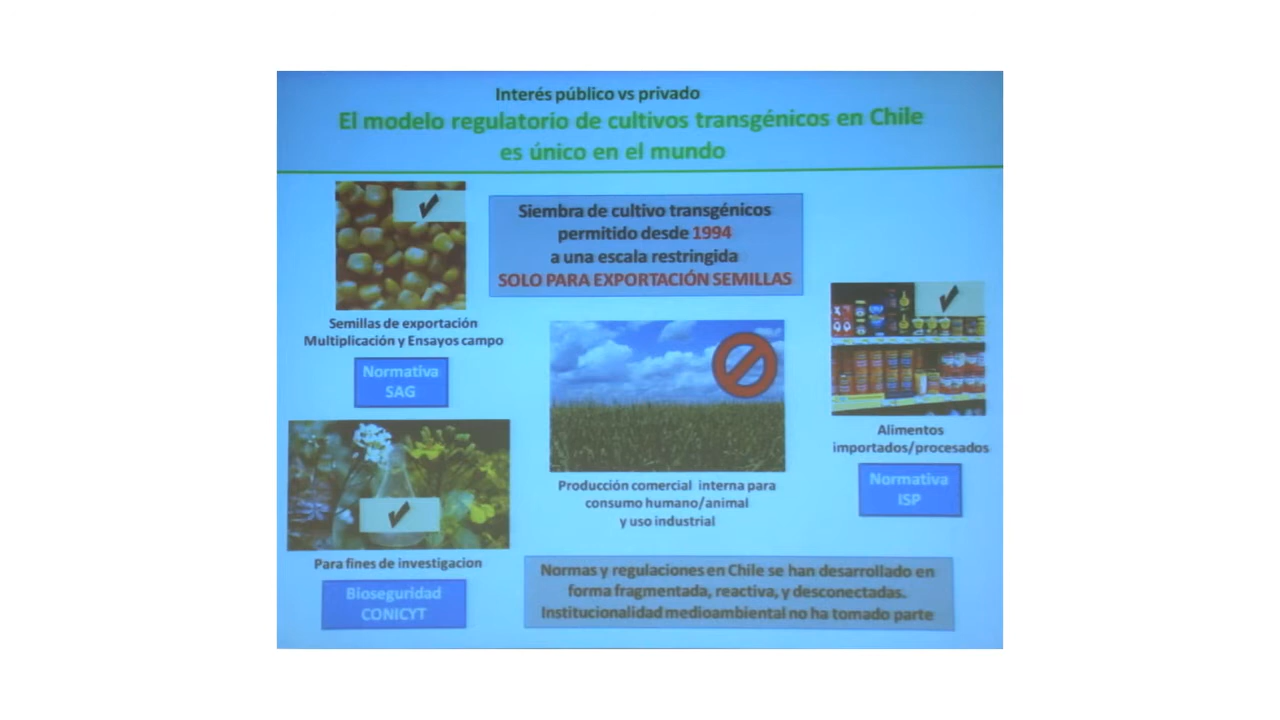 Interés público vs privado
El modelo regulatorio de cultivos transgénicos en Chile
es único en el mundo
Siembra de cultivo transgénicos
permitido desde 1994
a una escala restringida
SOLO PARA EXPORTACIÓN SEMILLAS
Semillas de exportación
Multiplicación y Ensayos campo
Normativa
SAG
Para fines de investigacion
Bioseguridad
CONICYT
Producción comercial interna para
consumo humano/animal
y uso industrial
Alimentos
importados/procesados
Normativa
ISP
Normas y regulaciones en Chile se han desarrollado en
forma fragmentada, reactiva, y desconectadas.
Institucionalidad medioambiental no ha tomado parte